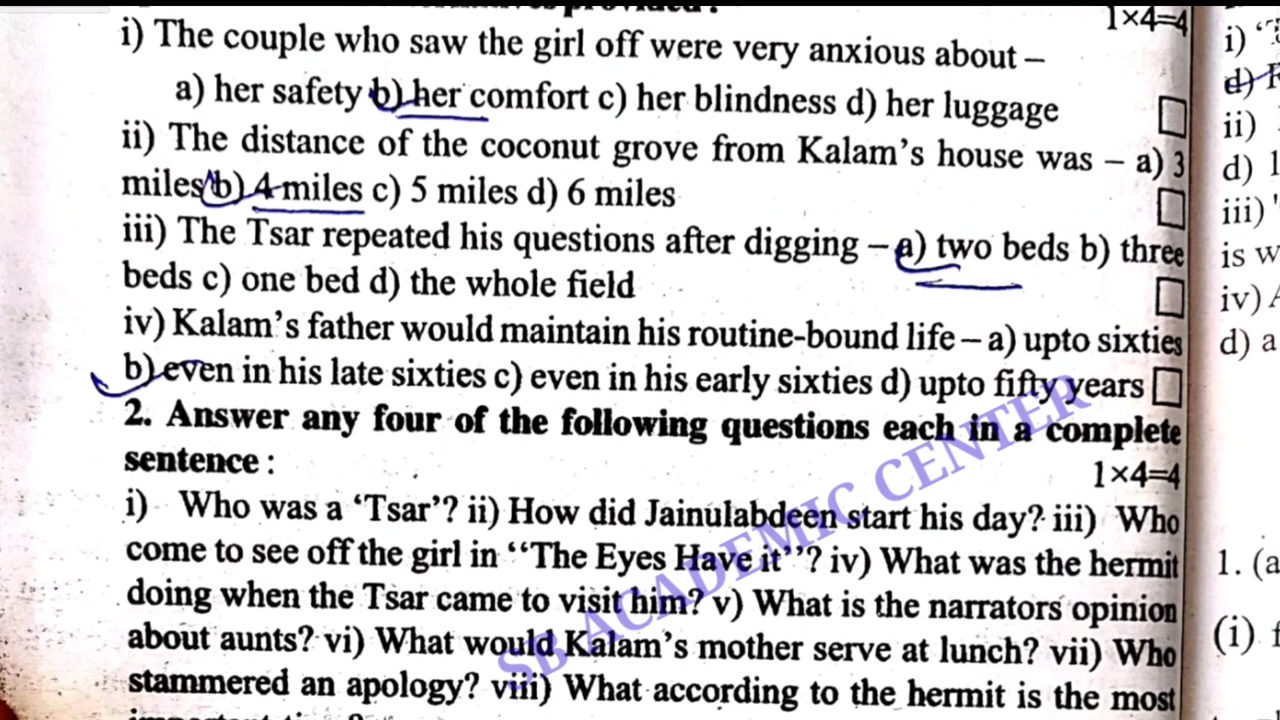 provided :
1×4=4
i) The couple who saw the girl off were very anxious about –
a) her safety b) her comfort c) her blindness d) her luggage
ii) The distance of the coconut grove from Kalam's house was – a) 3
miles b) 4 miles c) 5 miles d) 6 miles
iii) The Tsar repeated his questions after digging – a) two beds b) three
beds c) one bed d) the whole field
iv) Kalam's father would maintain his routine-bound life – a) upto sixties
b) even in his late sixties c) even in his early sixties d) upto fifty years
2. Answer any four of the following questions each in a complete
sentence :
1×4=4
i) Who was a ‘Tsar’? ii) How did Jainulabdeen start his day? iii) Who
come to see off the girl in “The Eyes Have it”? iv) What was the hermit
doing when the Tsar came to visit him? v) What is the narrators opinion
about aunts? vi) What would Kalam's mother serve at lunch? vii) Who
stammered an apology? viii) What according to the hermit is the most
SB ACADEMIC CENTER
i)
d)
ii)
d)
iii)
is w
iv)
d) a
1. (a
(i)